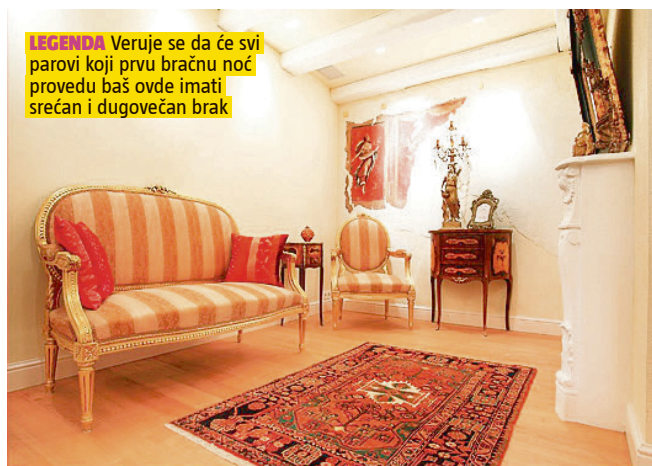 LEGENDA Veruje se da će svi
parovi koji prvu bračnu noć
provedu baš ovde imati
srećan i dugovečan brak